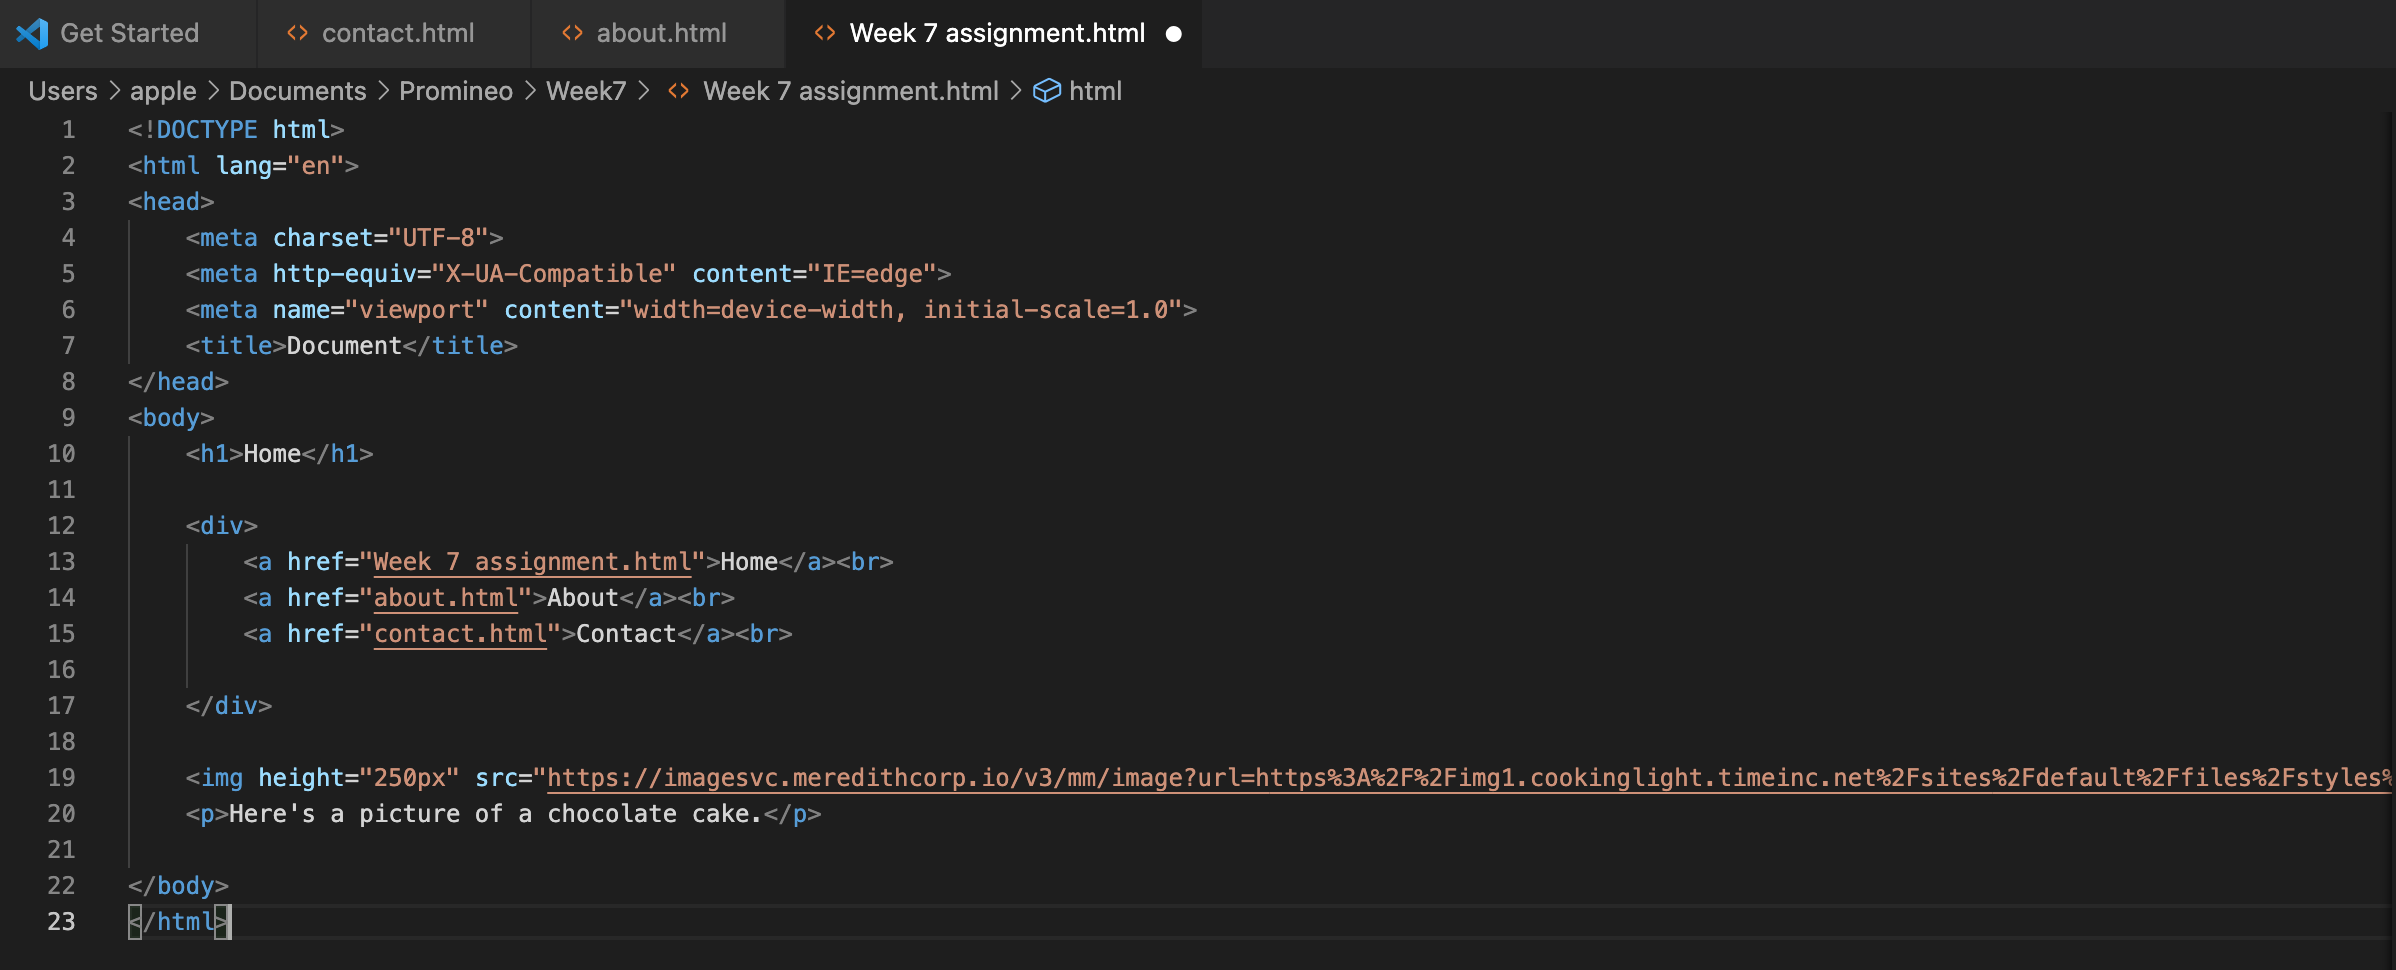 Get Started contact.html about.html Week 7 assignment.html
Users > apple > Documents > Promineo > Week7 > Week 7 assignment.html > html
1 <!DOCTYPE html>
2 <html lang="en">
3 <head>
4 <meta charset="UTF-8">
5 <meta http-equiv="X-UA-Compatible" content="IE=edge">
6 <meta name="viewport" content="width=device-width, initial-scale=1.0">
7 <title>Document</title>
8 </head>
9 <body>
10 <h1>Home</h1>
11
12 <div>
13 <a href="Week 7 assignment.html">Home</a><br>
14 <a href="about.html">About</a><br>
15 <a href="contact.html">Contact</a><br>
16
17 </div>
18
19 <img height="250px" src="https://imagesvc.meredithcorp.io/v3/mm/image?url=https%3A%2F%2Fimg1.cookinglight.timeinc.net%2Fsites%2Fdefault%2Ffiles%2Fstyles%
20 <p>Here's a picture of a chocolate cake.</p>
21
22 </body>
23 </html>